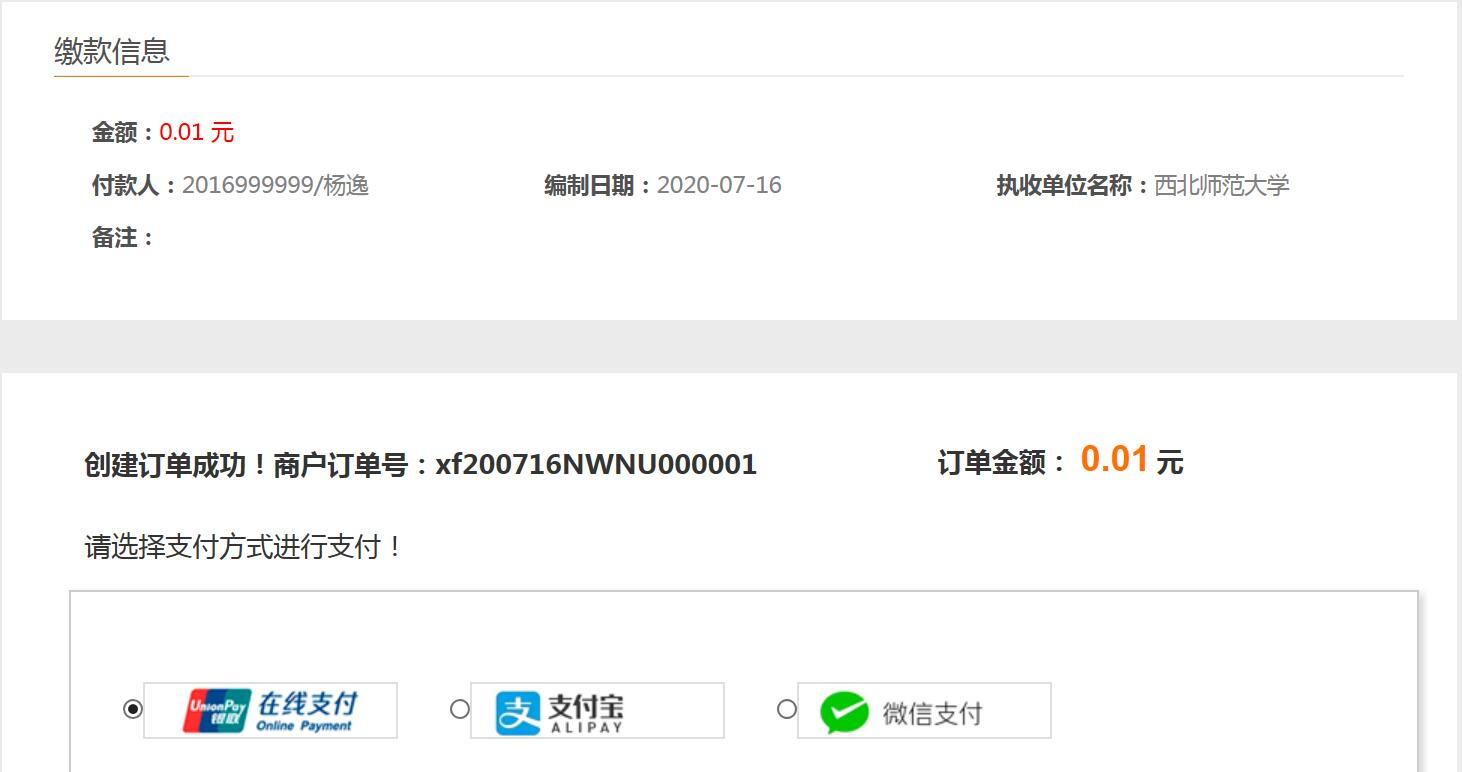 缴款信息
金额：0.01 元
付款人：2016999999/杨逸 编制日期：2020-07-16 执收单位名称：西北师范大学
备注：
创建订单成功！商户订单号：xf200716NWNU000001 订单金额： 0.01 元
请选择支付方式进行支付！
UnionPay 银联 在线支付 Online Payment
支 支付宝 ALIPAY
微信支付